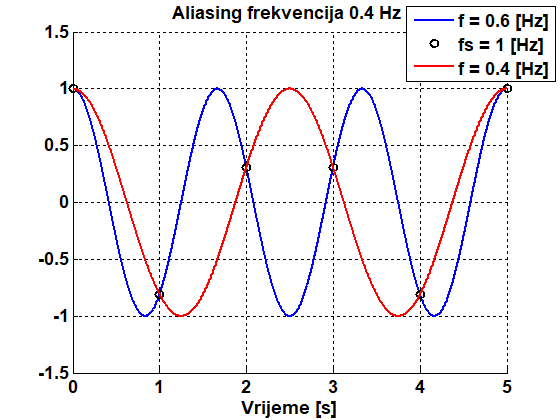 Aliasing frekvencija 0.4 Hz
f = 0.6 [Hz]
fs = 1 [Hz]
f = 0.4 [Hz]
1.5
1
0.5
0
-0.5
-1
-1.5
0 1 2 3 4 5
Vrijeme [s]